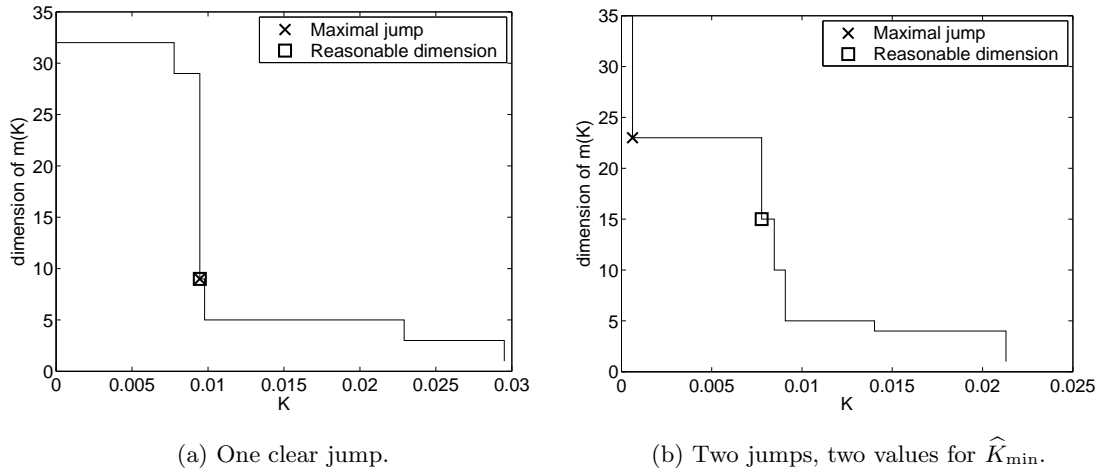 35
30
25
20
15
10
5
0
dimension of m(K)
Maximal jump
Reasonable dimension
0
0.005
0.01
0.015
0.02
0.025
0.03
K
(a) One clear jump.
35
30
25
20
15
10
5
0
dimension of m(K)
Maximal jump
Reasonable dimension
0
0.005
0.01
0.015
0.02
0.025
K
(b) Two jumps, two values for K̂min.